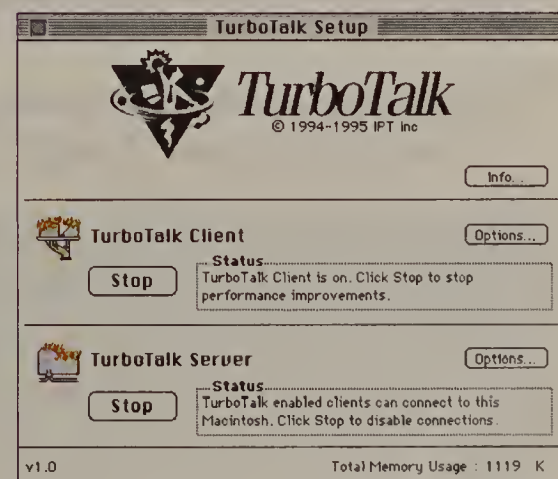 TurboTalk Setup
TurboTalk
© 1994-1995 IPT Inc
Info...
TurboTalk Client
Options...
Status
Stop
TurboTalk Client is on. Click Stop to stop
performance improvements.
TurboTalk Server
Options...
Status
Stop
TurboTalk enabled clients can connect to this
Macintosh. Click Stop to disable connections.
v1.0
Total Memory Usage : 1119 K